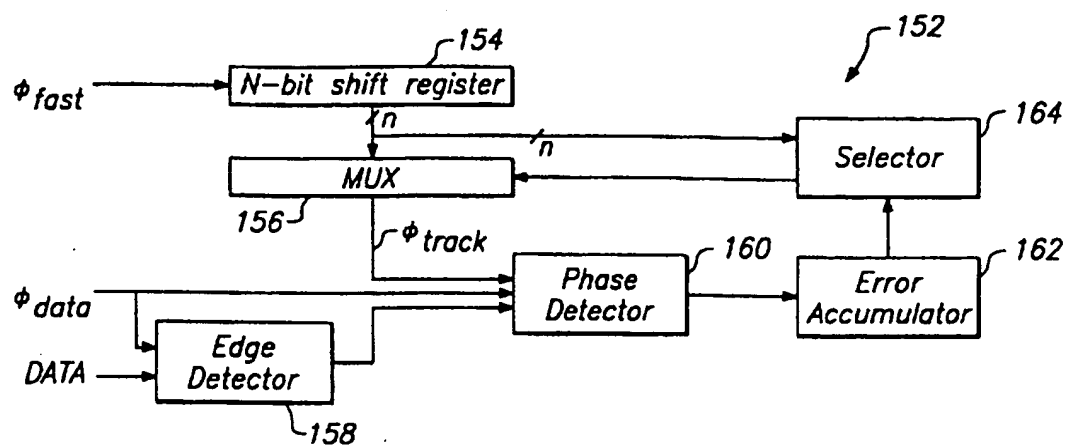 154
152
ϕfast
N-bit shift register
n
n
164
Selector
MUX
156
ϕtrack
160
162
Phase
Detector
Error
Accumulator
ϕdata
Edge
Detector
DATA
158